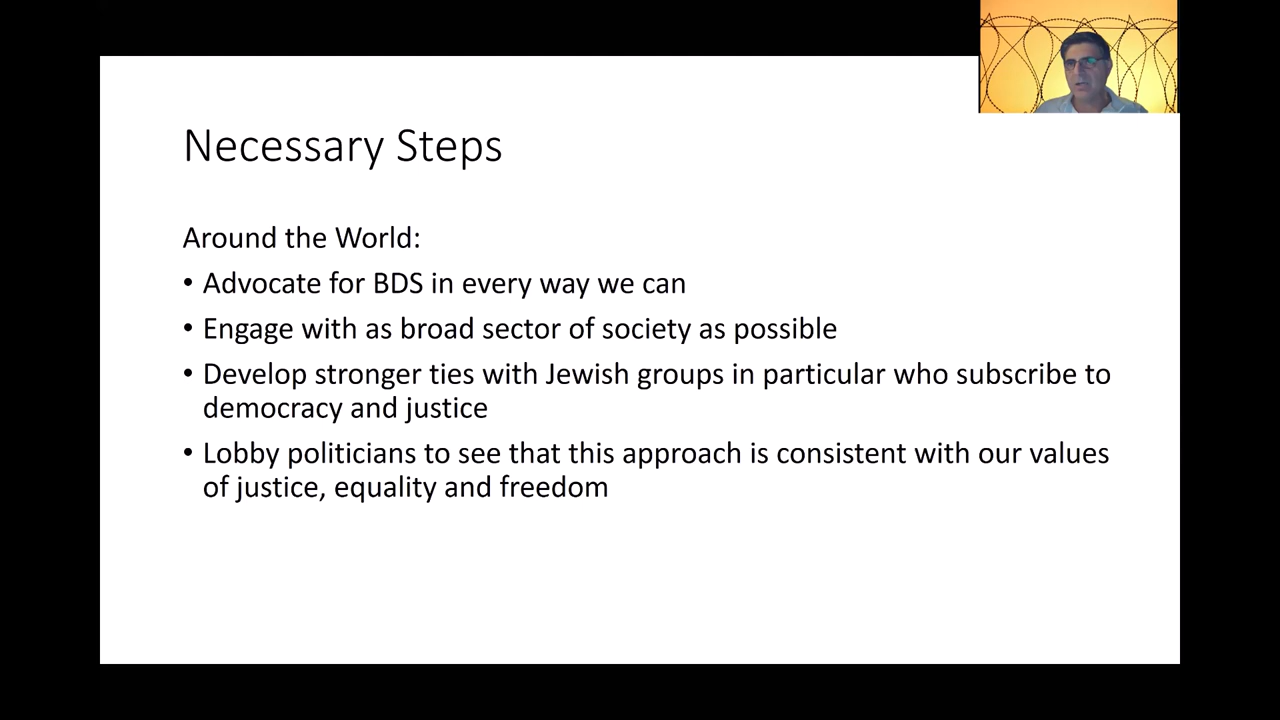 Necessary Steps
Around the World:
• Advocate for BDS in every way we can
• Engage with as broad sector of society as possible
• Develop stronger ties with Jewish groups in particular who subscribe to
democracy and justice
• Lobby politicians to see that this approach is consistent with our values
of justice, equality and freedom